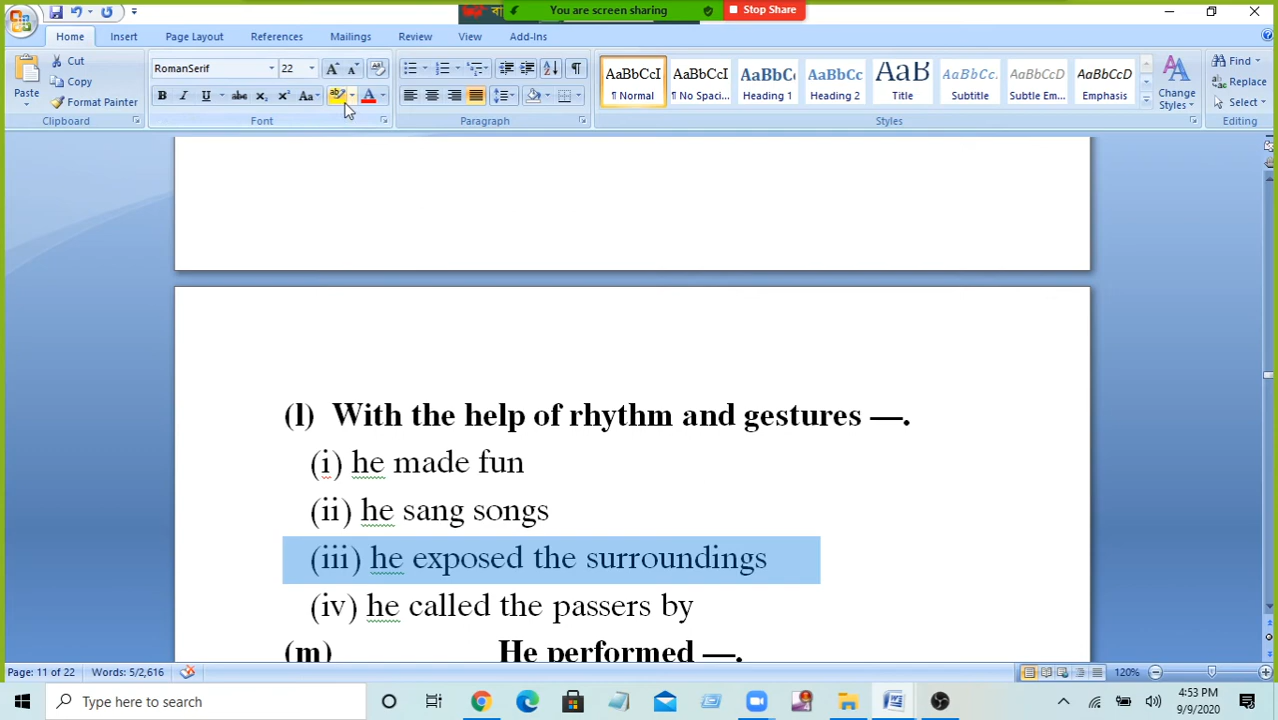 You are screen sharing
Stop Share
Home Insert Page Layout References Mailings Review View Add-Ins
Paste
Cut
Copy
Format Painter
Clipboard
RomanSerif 22
Font
Paragraph
AaBbCcI AaBbCcI AaBbC AaBbCc AaB AaBbCc. AaBbCcD AaBbCcD
¶ Normal ¶ No Spaci... Heading 1 Heading 2 Title Subtitle Subtle Em... Emphasis
Change Styles
Styles
Find
Replace
Select
Editing
(l) With the help of rhythm and gestures —.
(i) he made fun
(ii) he sang songs
(iii) he exposed the surroundings
(iv) he called the passers by
(m) He performed —.
Page: 11 of 22 Words: 5/2,616 120%
Type here to search
4:53 PM
9/9/2020